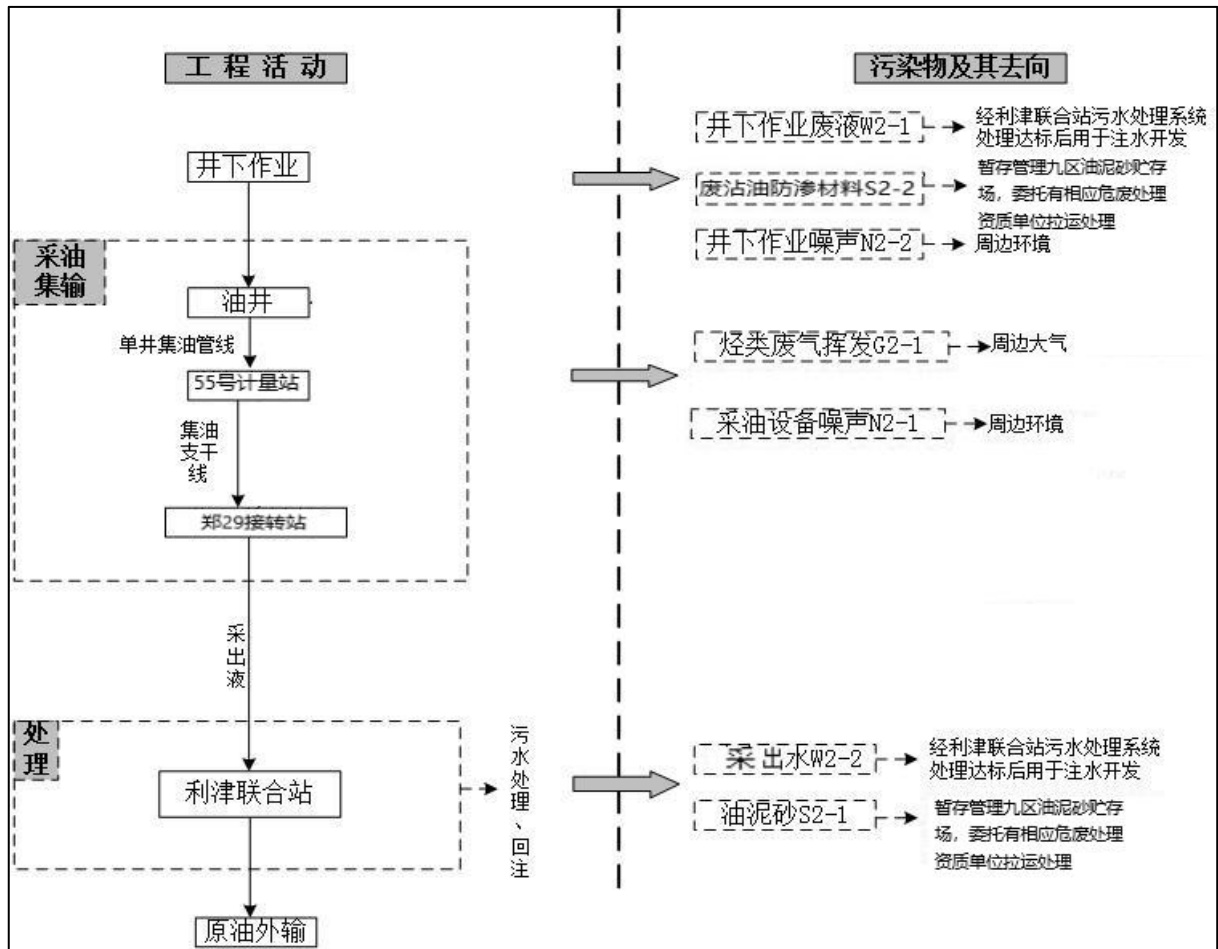 工程活动
污染物及其去向
井下作业
井下作业废液W2-1
经利津联合站污水处理系统
处理达标后用于注水开发
废沾油防渗材料S2-2
暂存管理九区油泥砂贮存
场，委托有相应危废处理
资质单位拉运处理
井下作业噪声N2-2
周边环境
采油
集输
油井
单井集油管线
55号计量站
集油
支干
线
郑29接转站
烃类废气挥发G2-1
周边大气
采油设备噪声N2-1
周边环境
采出液
处
理
利津联合站
污水处理、回注
采出水W2-2
经利津联合站污水处理系统
处理达标后用于注水开发
油泥砂S2-1
暂存管理九区油泥砂贮存
场，委托有相应危废处理
资质单位拉运处理
原油外输